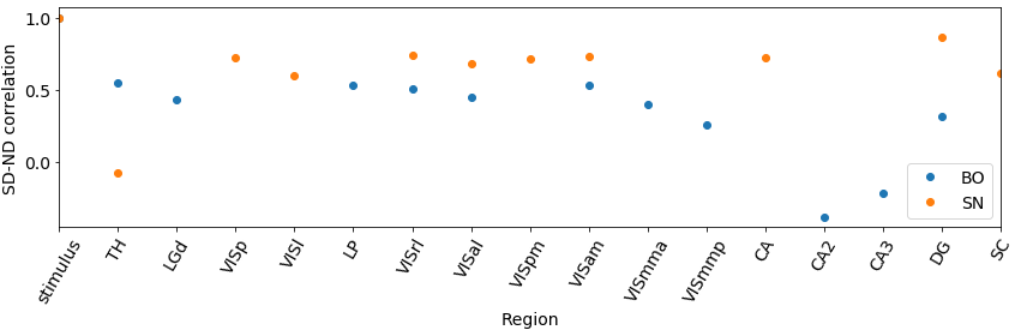 SD-ND correlation
1.0
0.5
0.0
BO
SN
stimulus
TH
LGd
VISp
VISl
LP
VISrl
VISal
VISpm
VISam
VISmma
VISmmp
CA
CA2
CA3
DG
SC
Region